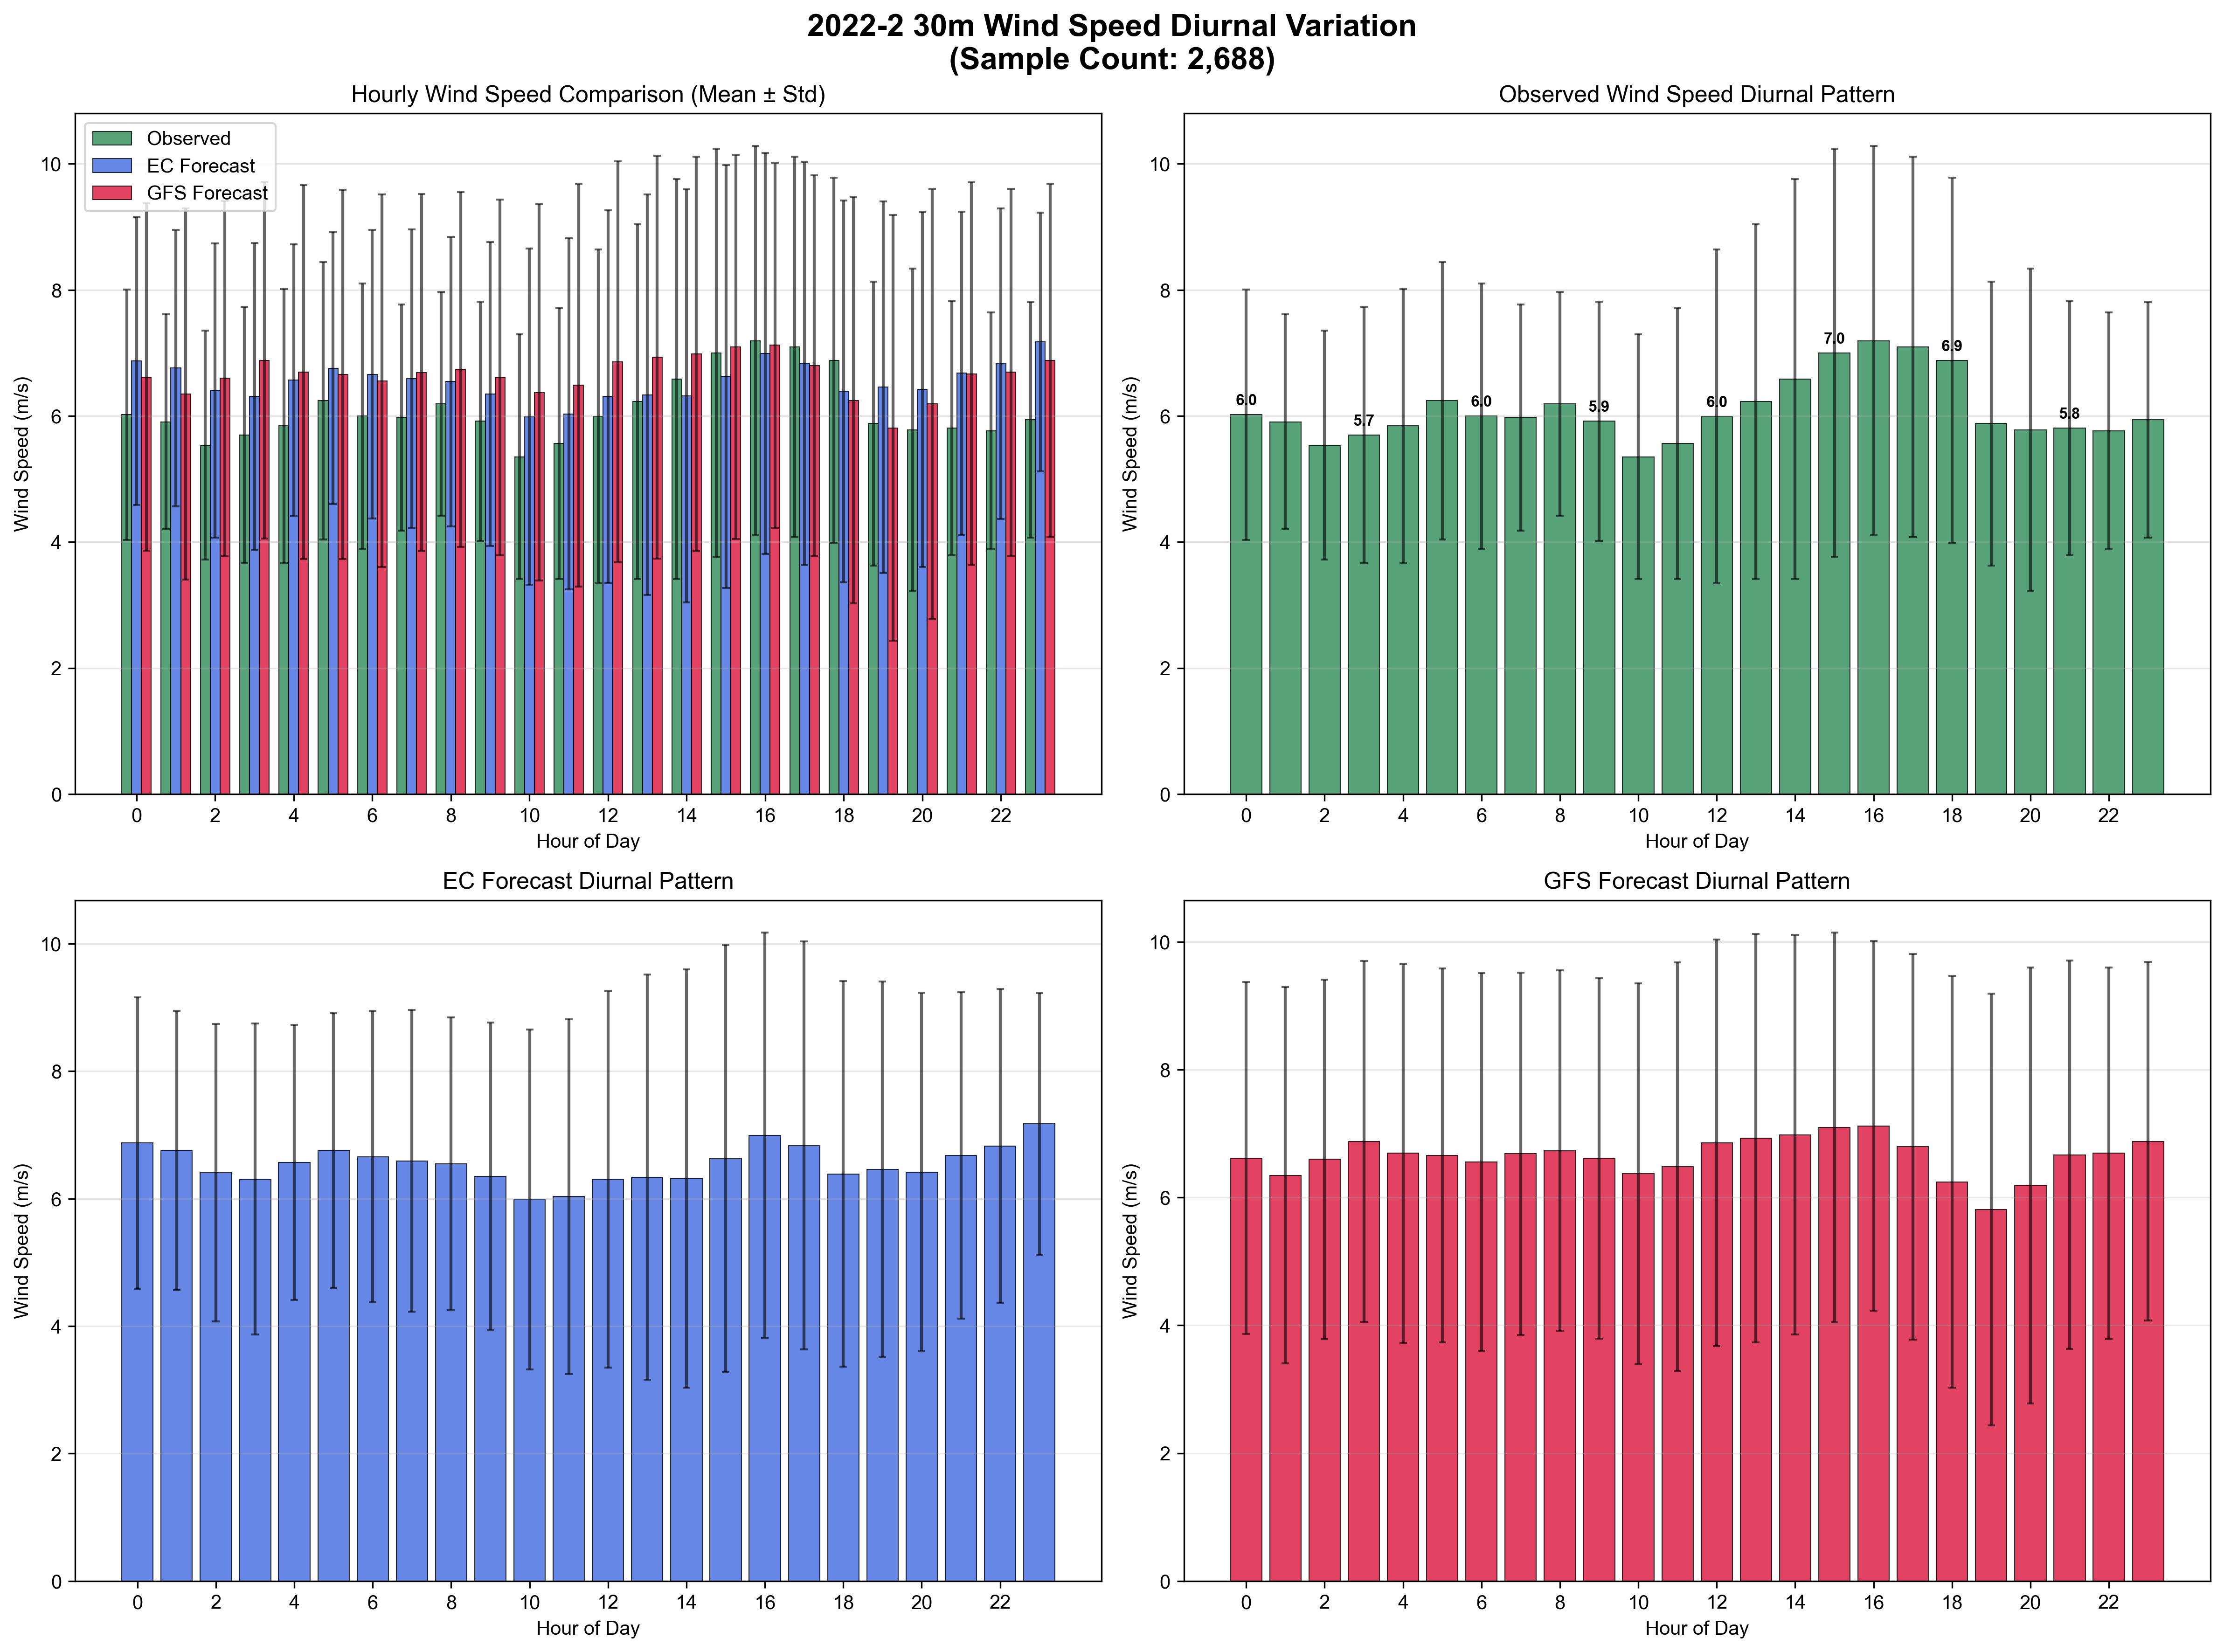 2022-2 30m Wind Speed Diurnal Variation
(Sample Count: 2,688)
Hourly Wind Speed Comparison (Mean ± Std)
Observed
EC Forecast
GFS Forecast
Wind Speed (m/s)
10
8
6
4
2
0
0 2 4 6 8 10 12 14 16 18 20 22
Hour of Day
Observed Wind Speed Diurnal Pattern
Wind Speed (m/s)
10
8
6
4
2
0
6.0 5.7 6.0 5.9 6.0 7.0 6.9 5.8
0 2 4 6 8 10 12 14 16 18 20 22
Hour of Day
EC Forecast Diurnal Pattern
Wind Speed (m/s)
10
8
6
4
2
0
0 2 4 6 8 10 12 14 16 18 20 22
Hour of Day
GFS Forecast Diurnal Pattern
Wind Speed (m/s)
10
8
6
4
2
0
0 2 4 6 8 10 12 14 16 18 20 22
Hour of Day